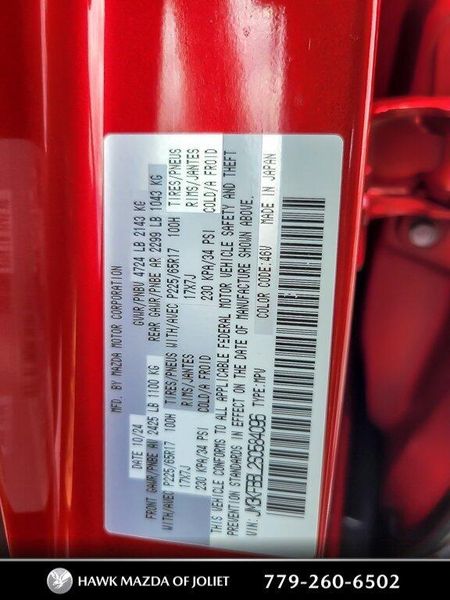 MFD. BY MAZDA MOTOR CORPORATION
DATE 10/24 GVWR/PNBV 4724 LB 2143 KG
FRONT GAWR/PNBE AV 2425 LB 1100 KG REAR GAWR/PNBE AR 2299 LB 1043 KG
WITH/AVEC P225/65R17 100H TIRES/PNEUS WITH/AVEC P225/65R17 100H TIRES/PNEUS
17X7J RIMS/JANTES 17X7J RIMS/JANTES
230 KPA/34 PSI COLD/A FROID 230 KPA/34 PSI COLD/A FROID
THIS VEHICLE CONFORMS TO ALL APPLICABLE FEDERAL MOTOR VEHICLE SAFETY AND THEFT
PREVENTION STANDARDS IN EFFECT ON THE DATE OF MANUFACTURE SHOWN ABOVE.
VIN: JM3KFBBL2S0584096 TYPE: MPV
COLOR CODE: 46V MADE IN JAPAN
HAWK MAZDA OF JOLIET 779-260-6502